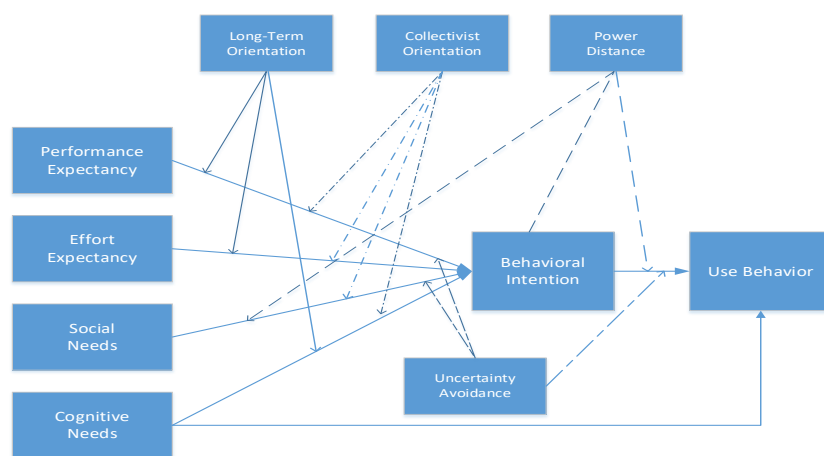 Long-Term
Orientation
Collectivist
Orientation
Power
Distance
Performance
Expectancy
Effort
Expectancy
Behavioral
Intention
Use Behavior
Social
Needs
Uncertainty
Avoidance
Cognitive
Needs